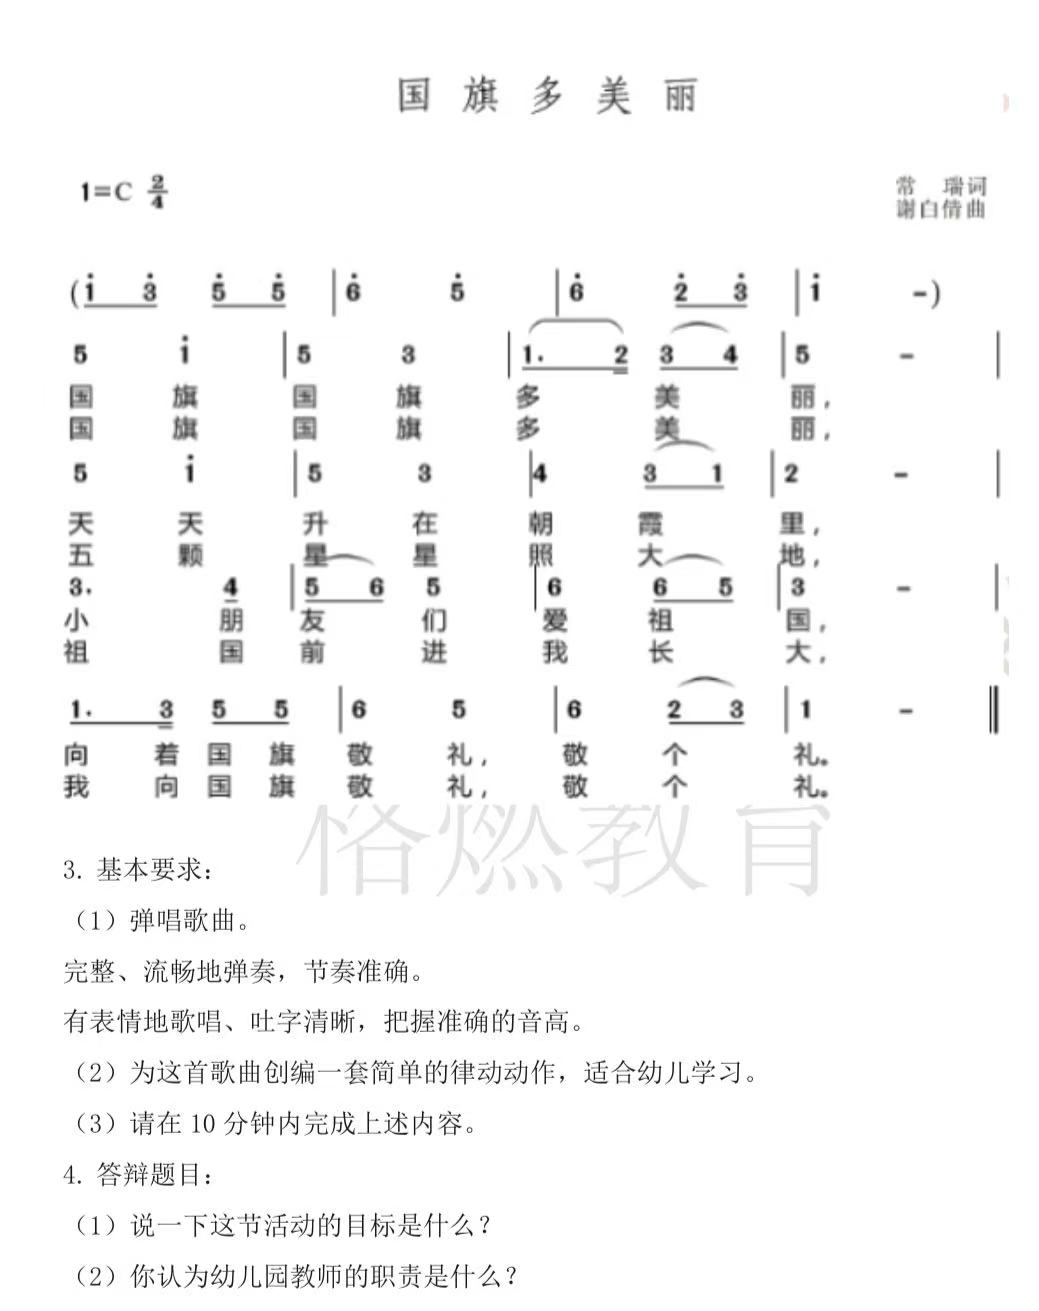 国旗多美丽
1=C 2/4
常 瑞词
谢白倩曲
(1̇ 3̇ 5̇ 5̇ | 6̇ 5̇ | 6̇ 2̇ 3̇ | 1̇ -)
5 1̇ | 5 3 | 1. 2 3 4 | 5 - |
国 旗 国 旗 多 美 丽,
国 旗 国 旗 多 美 丽,
5 1̇ | 5 3 | 4 3 1 | 2 - |
天 天 升 在 朝 霞 里,
五 颗 星 星 照 大 地,
3. 4 | 5 6 5 | 6 6 5 | 3 - |
小 朋 友 们 爱 祖 国,
祖 国 前 进 我 长 大,
1. 3 5 5 | 6 5 | 6 2 3 | 1 - ‖
向 着 国 旗 敬 礼, 敬 个 礼。
我 向 国 旗 敬 礼, 敬 个 礼。
恪燃教育
3. 基本要求:
（1）弹唱歌曲。
完整、流畅地弹奏，节奏准确。
有表情地歌唱、吐字清晰，把握准确的音高。
（2）为这首歌曲创编一套简单的律动动作，适合幼儿学习。
（3）请在 10 分钟内完成上述内容。
4. 答辩题目:
（1）说一下这节活动的目标是什么？
（2）你认为幼儿园教师的职责是什么？